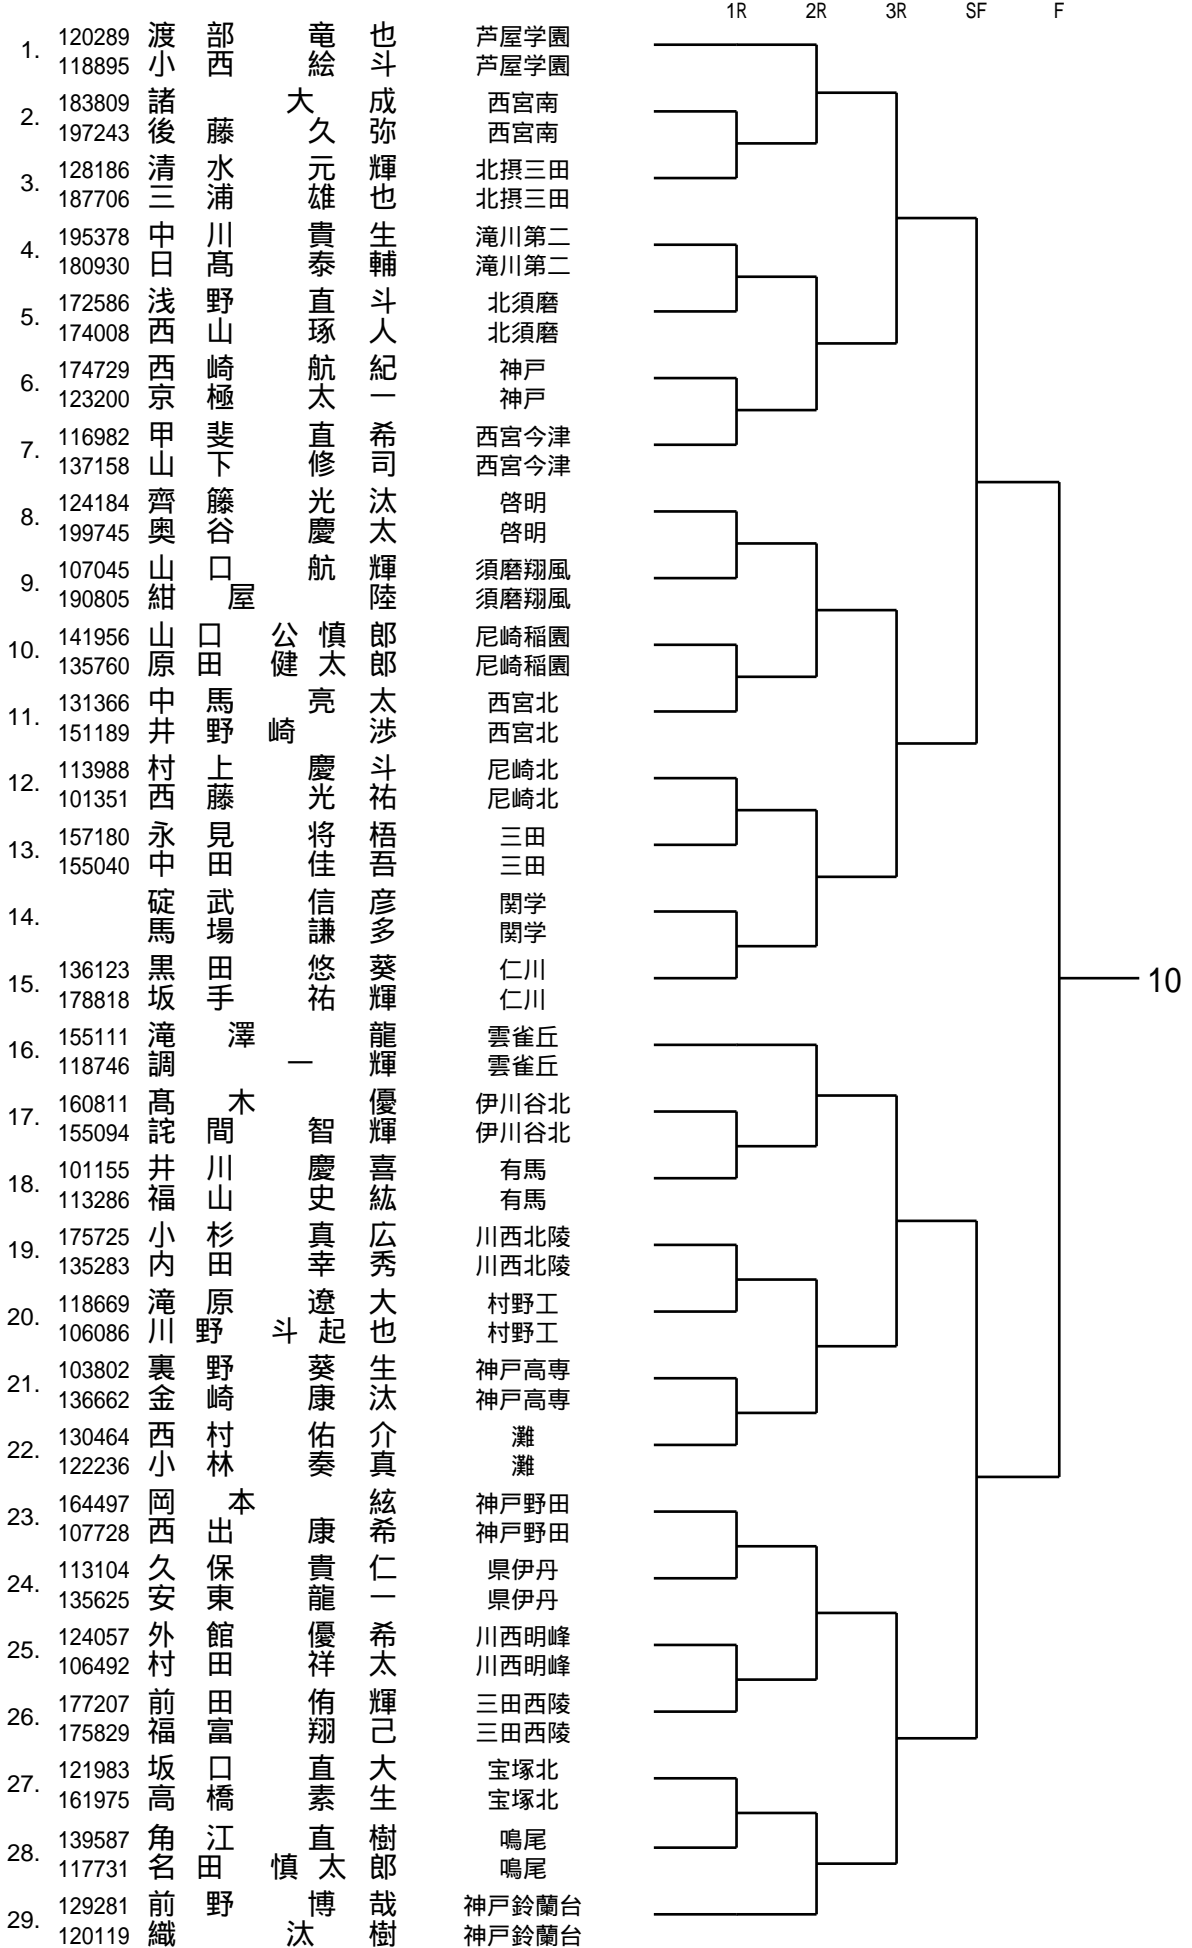 1R 2R 3R SF F
1.
120289 渡部 竜也 芦屋学園
118895 小西 絵斗 芦屋学園
2.
183809 諸 大成 西宮南
197243 後藤 久弥 西宮南
3.
128186 清水 元輝 北摂三田
187706 三浦 雄也 北摂三田
4.
195378 中川 貴生 滝川第二
180930 日髙 泰輔 滝川第二
5.
172586 浅野 直斗 北須磨
174008 西山 琢人 北須磨
6.
174729 西崎 航紀 神戸
123200 京極 太一 神戸
7.
116982 甲斐 直希 西宮今津
137158 山下 修司 西宮今津
8.
124184 齊籐 光汰 啓明
199745 奥谷 慶太 啓明
9.
107045 山口 航輝 須磨翔風
190805 紺屋 陸 須磨翔風
10.
141956 山口 公慎郎 尼崎稲園
135760 原田 健太郎 尼崎稲園
11.
131366 中馬 亮太 西宮北
151189 井野崎 渉 西宮北
12.
113988 村上 慶斗 尼崎北
101351 西藤 光祐 尼崎北
13.
157180 永見 将梧 三田
155040 中田 佳吾 三田
14.
碇武 信彦 関学
馬場 謙多 関学
15.
136123 黒田 悠葵 仁川
178818 坂手 祐輝 仁川
10
16.
155111 滝澤 龍 雲雀丘
118746 調 一輝 雲雀丘
17.
160811 髙木 優 伊川谷北
155094 詫間 智輝 伊川谷北
18.
101155 井川 慶喜 有馬
113286 福山 史紘 有馬
19.
175725 小杉 真広 川西北陵
135283 内田 幸秀 川西北陵
20.
118669 滝原 遼大 村野工
106086 川野 斗起也 村野工
21.
103802 裏野 葵生 神戸高専
136662 金崎 康汰 神戸高専
22.
130464 西村 佑介 灘
122236 小林 奏真 灘
23.
164497 岡本 絃 神戸野田
107728 西出 康希 神戸野田
24.
113104 久保 貴仁 県伊丹
135625 安東 龍一 県伊丹
25.
124057 外館 優希 川西明峰
106492 村田 祥太 川西明峰
26.
177207 前田 侑輝 三田西陵
175829 福富 翔己 三田西陵
27.
121983 坂口 直大 宝塚北
161975 高橋 素生 宝塚北
28.
139587 角江 直樹 鳴尾
117731 名田 慎太郎 鳴尾
29.
129281 前野 博哉 神戸鈴蘭台
120119 織 汰樹 神戸鈴蘭台